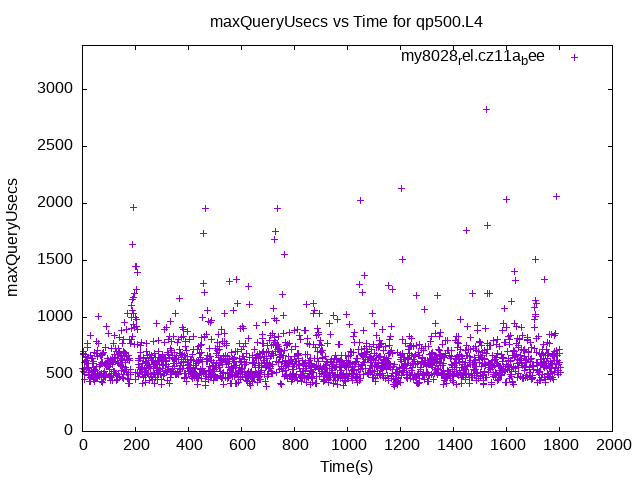 maxQueryUsecs vs Time for qp500.L4
my8028rel.cz11abee
3000
2500
2000
1500
1000
500
0
maxQueryUsecs
0 200 400 600 800 1000 1200 1400 1600 1800 2000
Time(s)